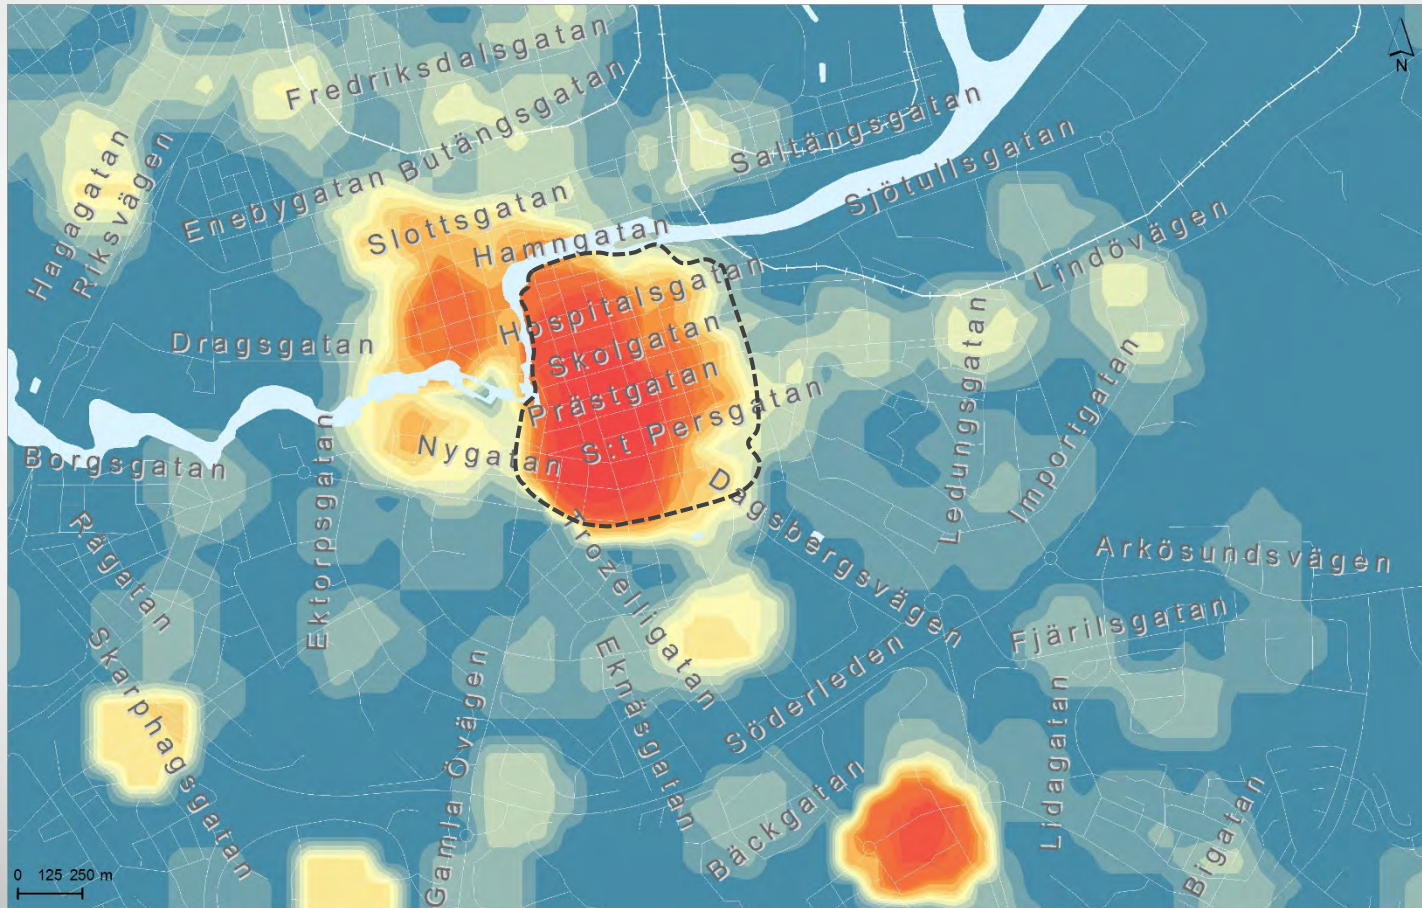 Fredriksdalsgatan
N
Butängsgatan
Saltängsgatan
Hagagatan
Riksvägen
Enebygatan
Sjötullsgatan
Slottsgatan
Hamngatan
Lindövägen
Hospitalsgatan
Dragsgatan
Skolgatan
Prästgatan
S:t Persgatan
Ledungsgatan
Importgatan
Nygatan
Borgsgatan
Ektorpsgatan
Dagsbergsvägen
Rågatan
Trozelligatan
Arkösundsvägen
Fjärilsgatan
Skarphagsgatan
Eknäsgatan
Söderleden
Gamla Övägen
Lidagatan
Bäckgatan
Bigatan
0 125 250 m